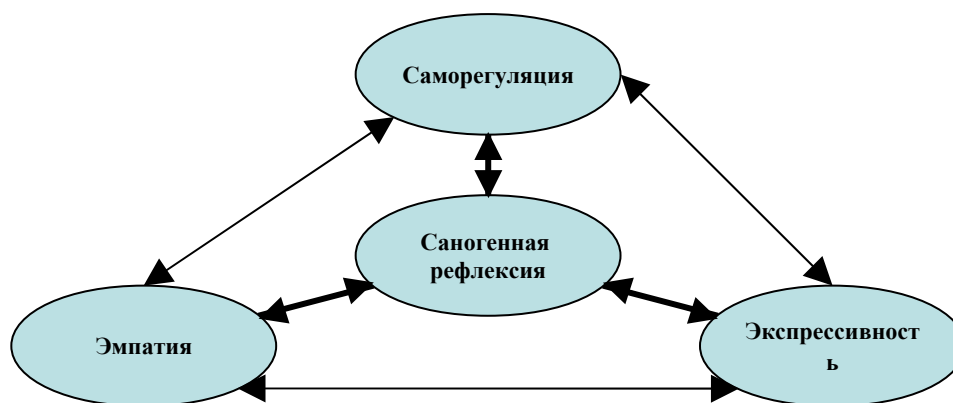 Саморегуляция
Саногенная
рефлексия
Эмпатия
Экспрессивност
ь